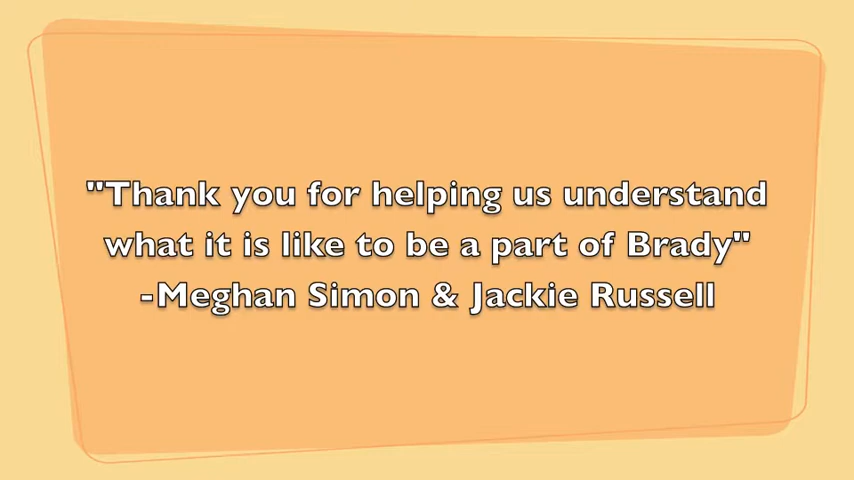 "Thank you for helping us understand
what it is like to be a part of Brady"
-Meghan Simon & Jackie Russell